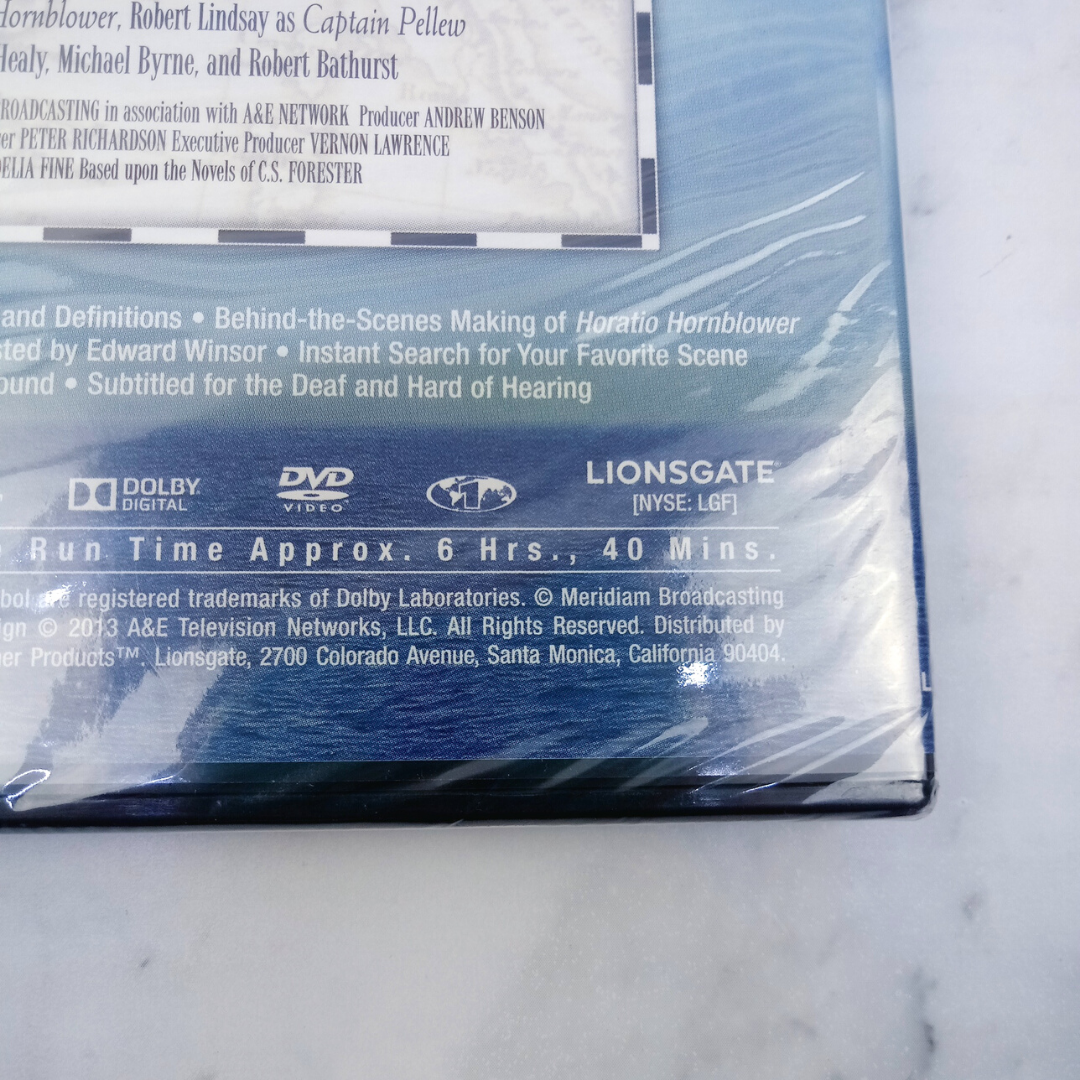 Hornblower, Robert Lindsay as Captain Pellew
Healy, Michael Byrne, and Robert Bathurst
BROADCASTING in association with A&E NETWORK Producer ANDREW BENSON
PETER RICHARDSON Executive Producer VERNON LAWRENCE
DELIA FINE Based upon the Novels of C.S. FORESTER
and Definitions • Behind-the-Scenes Making of Horatio Hornblower
sted by Edward Winsor • Instant Search for Your Favorite Scene
ound • Subtitled for the Deaf and Hard of Hearing
DOLBY
DIGITAL
DVD
VIDEO
1
LIONSGATE
[NYSE: LGF]
Run Time Approx. 6 Hrs., 40 Mins.
bol are registered trademarks of Dolby Laboratories. © Meridiam Broadcasting
ign © 2013 A&E Television Networks, LLC. All Rights Reserved. Distributed by
er Products™, Lionsgate, 2700 Colorado Avenue, Santa Monica, California 90404.